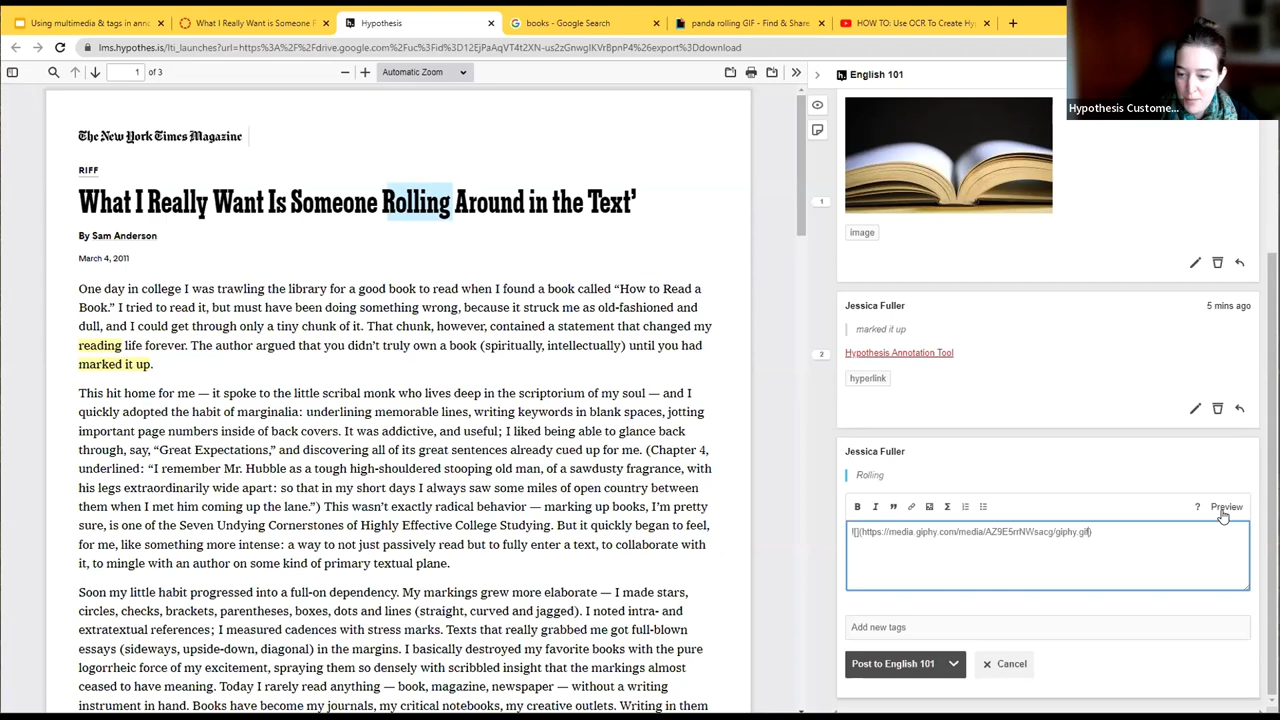 Using multimedia & tags in anno
What I Really Want is Someone R
Hypothesis
books - Google Search
panda rolling GIF - Find & Share
HOW TO: Use OCR To Create Hy
lms.hypothes.is/lti_launches?url=https%3A%2F%2Fdrive.google.com%2Fuc%3Fid%3D12EjPaAqVT4t2XN-us2zGnwgIKVrBpnP4%26export%3Ddownload
1 of 3
Automatic Zoom
English 101
Hypothesis Custome...
The New York Times Magazine
RIFF
What I Really Want Is Someone Rolling Around in the Text’
By Sam Anderson
March 4, 2011
One day in college I was trawling the library for a good book to read when I found a book called “How to Read a
Book.” I tried to read it, but must have been doing something wrong, because it struck me as old-fashioned and
dull, and I could get through only a tiny chunk of it. That chunk, however, contained a statement that changed my
reading life forever. The author argued that you didn’t truly own a book (spiritually, intellectually) until you had
marked it up.
This hit home for me — it spoke to the little scribal monk who lives deep in the scriptorium of my soul — and I
quickly adopted the habit of marginalia: underlining memorable lines, writing keywords in blank spaces, jotting
important page numbers inside of back covers. It was addictive, and useful; I liked being able to glance back
through, say, “Great Expectations,” and discovering all of its great sentences already cued up for me. (Chapter 4,
underlined: “I remember Mr. Hubble as a tough high-shouldered stooping old man, of a sawdusty fragrance, with
his legs extraordinarily wide apart: so that in my short days I always saw some miles of open country between
them when I met him coming up the lane.”) This wasn’t exactly radical behavior — marking up books, I’m pretty
sure, is one of the Seven Undying Cornerstones of Highly Effective College Studying. But it quickly began to feel,
for me, like something more intense: a way to not just passively read but to fully enter a text, to collaborate with
it, to mingle with an author on some kind of primary textual plane.
Soon my little habit progressed into a full-on dependency. My markings grew more elaborate — I made stars,
circles, checks, brackets, parentheses, boxes, dots and lines (straight, curved and jagged). I noted intra- and
extratextual references; I measured cadences with stress marks. Texts that really grabbed me got full-blown
essays (sideways, upside-down, diagonal) in the margins. I basically destroyed my favorite books with the pure
logorrheic force of my excitement, spraying them so densely with scribbled insight that the markings almost
ceased to have meaning. Today I rarely read anything — book, magazine, newspaper — without a writing
instrument in hand. Books have become my journals, my critical notebooks, my creative outlets. Writing in them
1
image
Jessica Fuller 5 mins ago
marked it up
2
Hypothesis Annotation Tool
hyperlink
Jessica Fuller
Rolling
B I ” Σ ? Preview
![](https://media.giphy.com/media/AZ9E5rrNWsacg/giphy.gif)
Add new tags
Post to English 101
Cancel